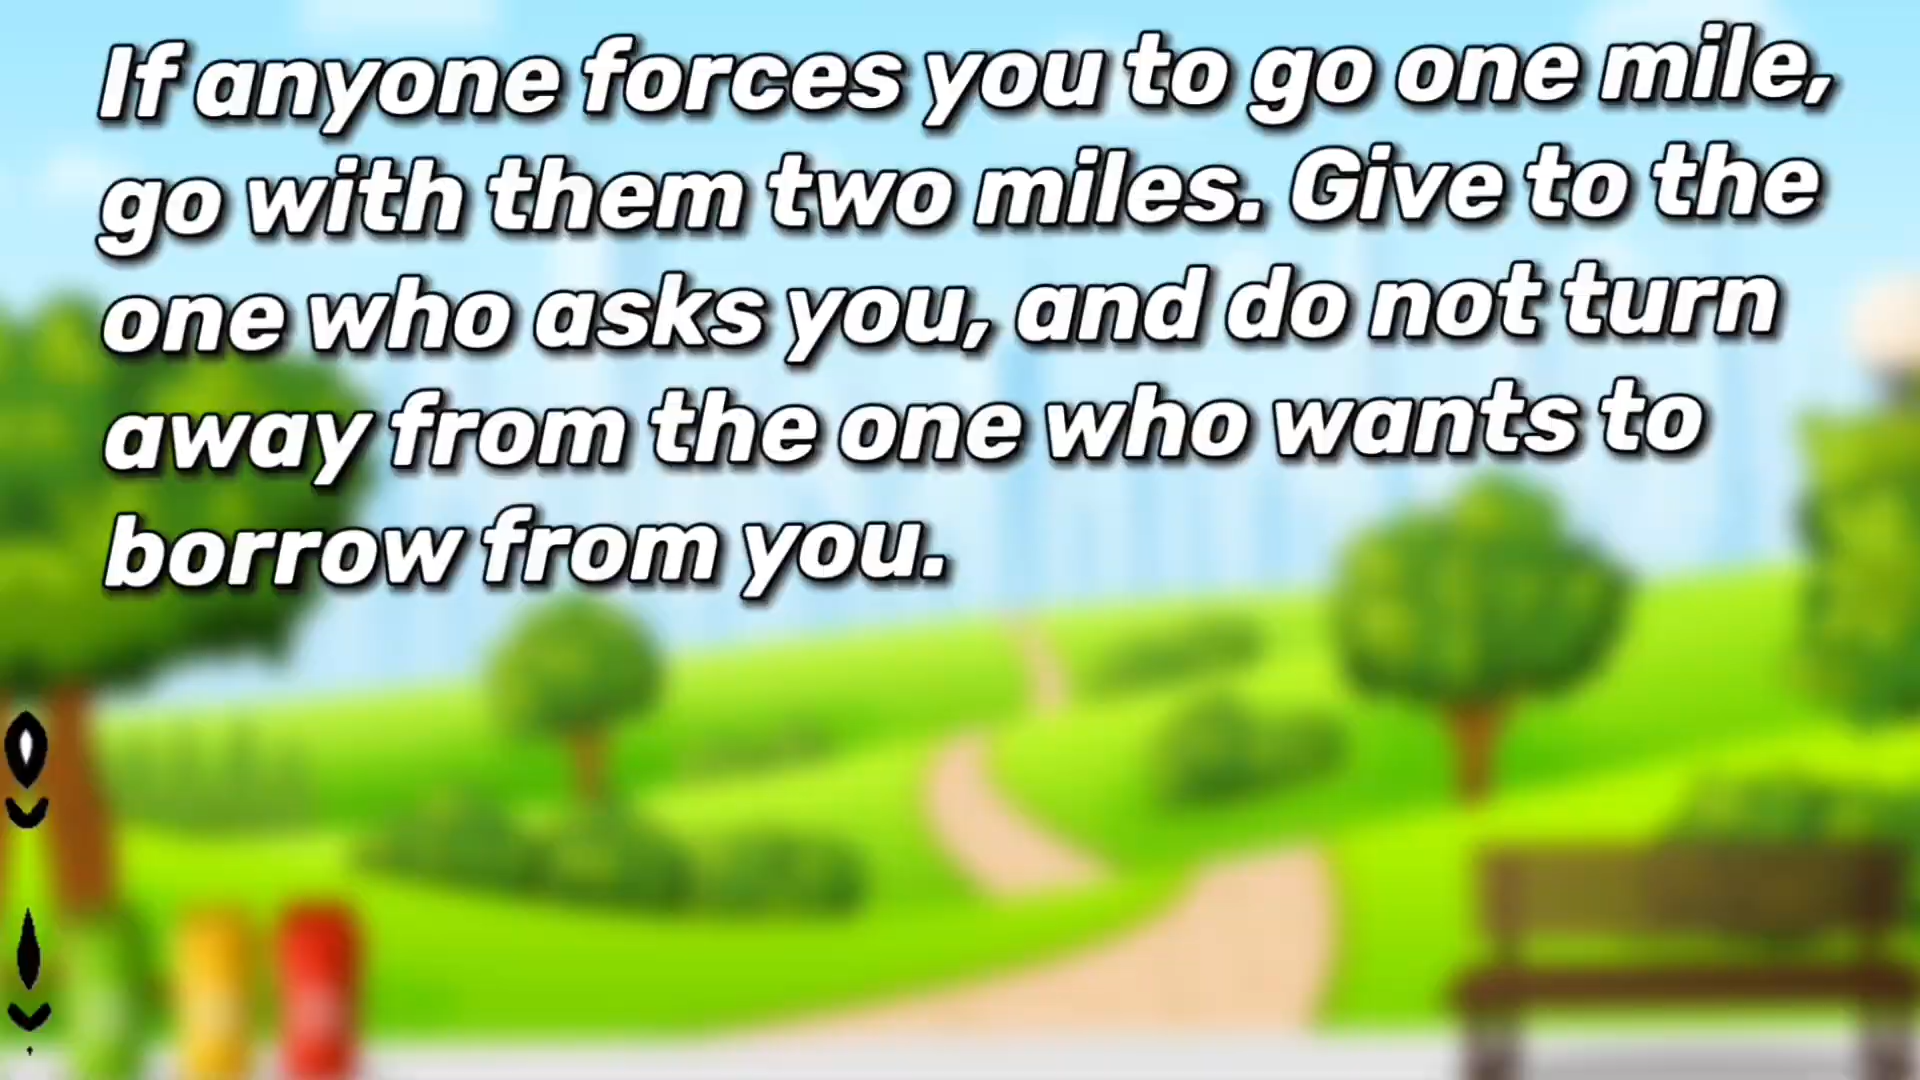 If anyone forces you to go one mile,
go with them two miles. Give to the
one who asks you, and do not turn
away from the one who wants to
borrow from you.